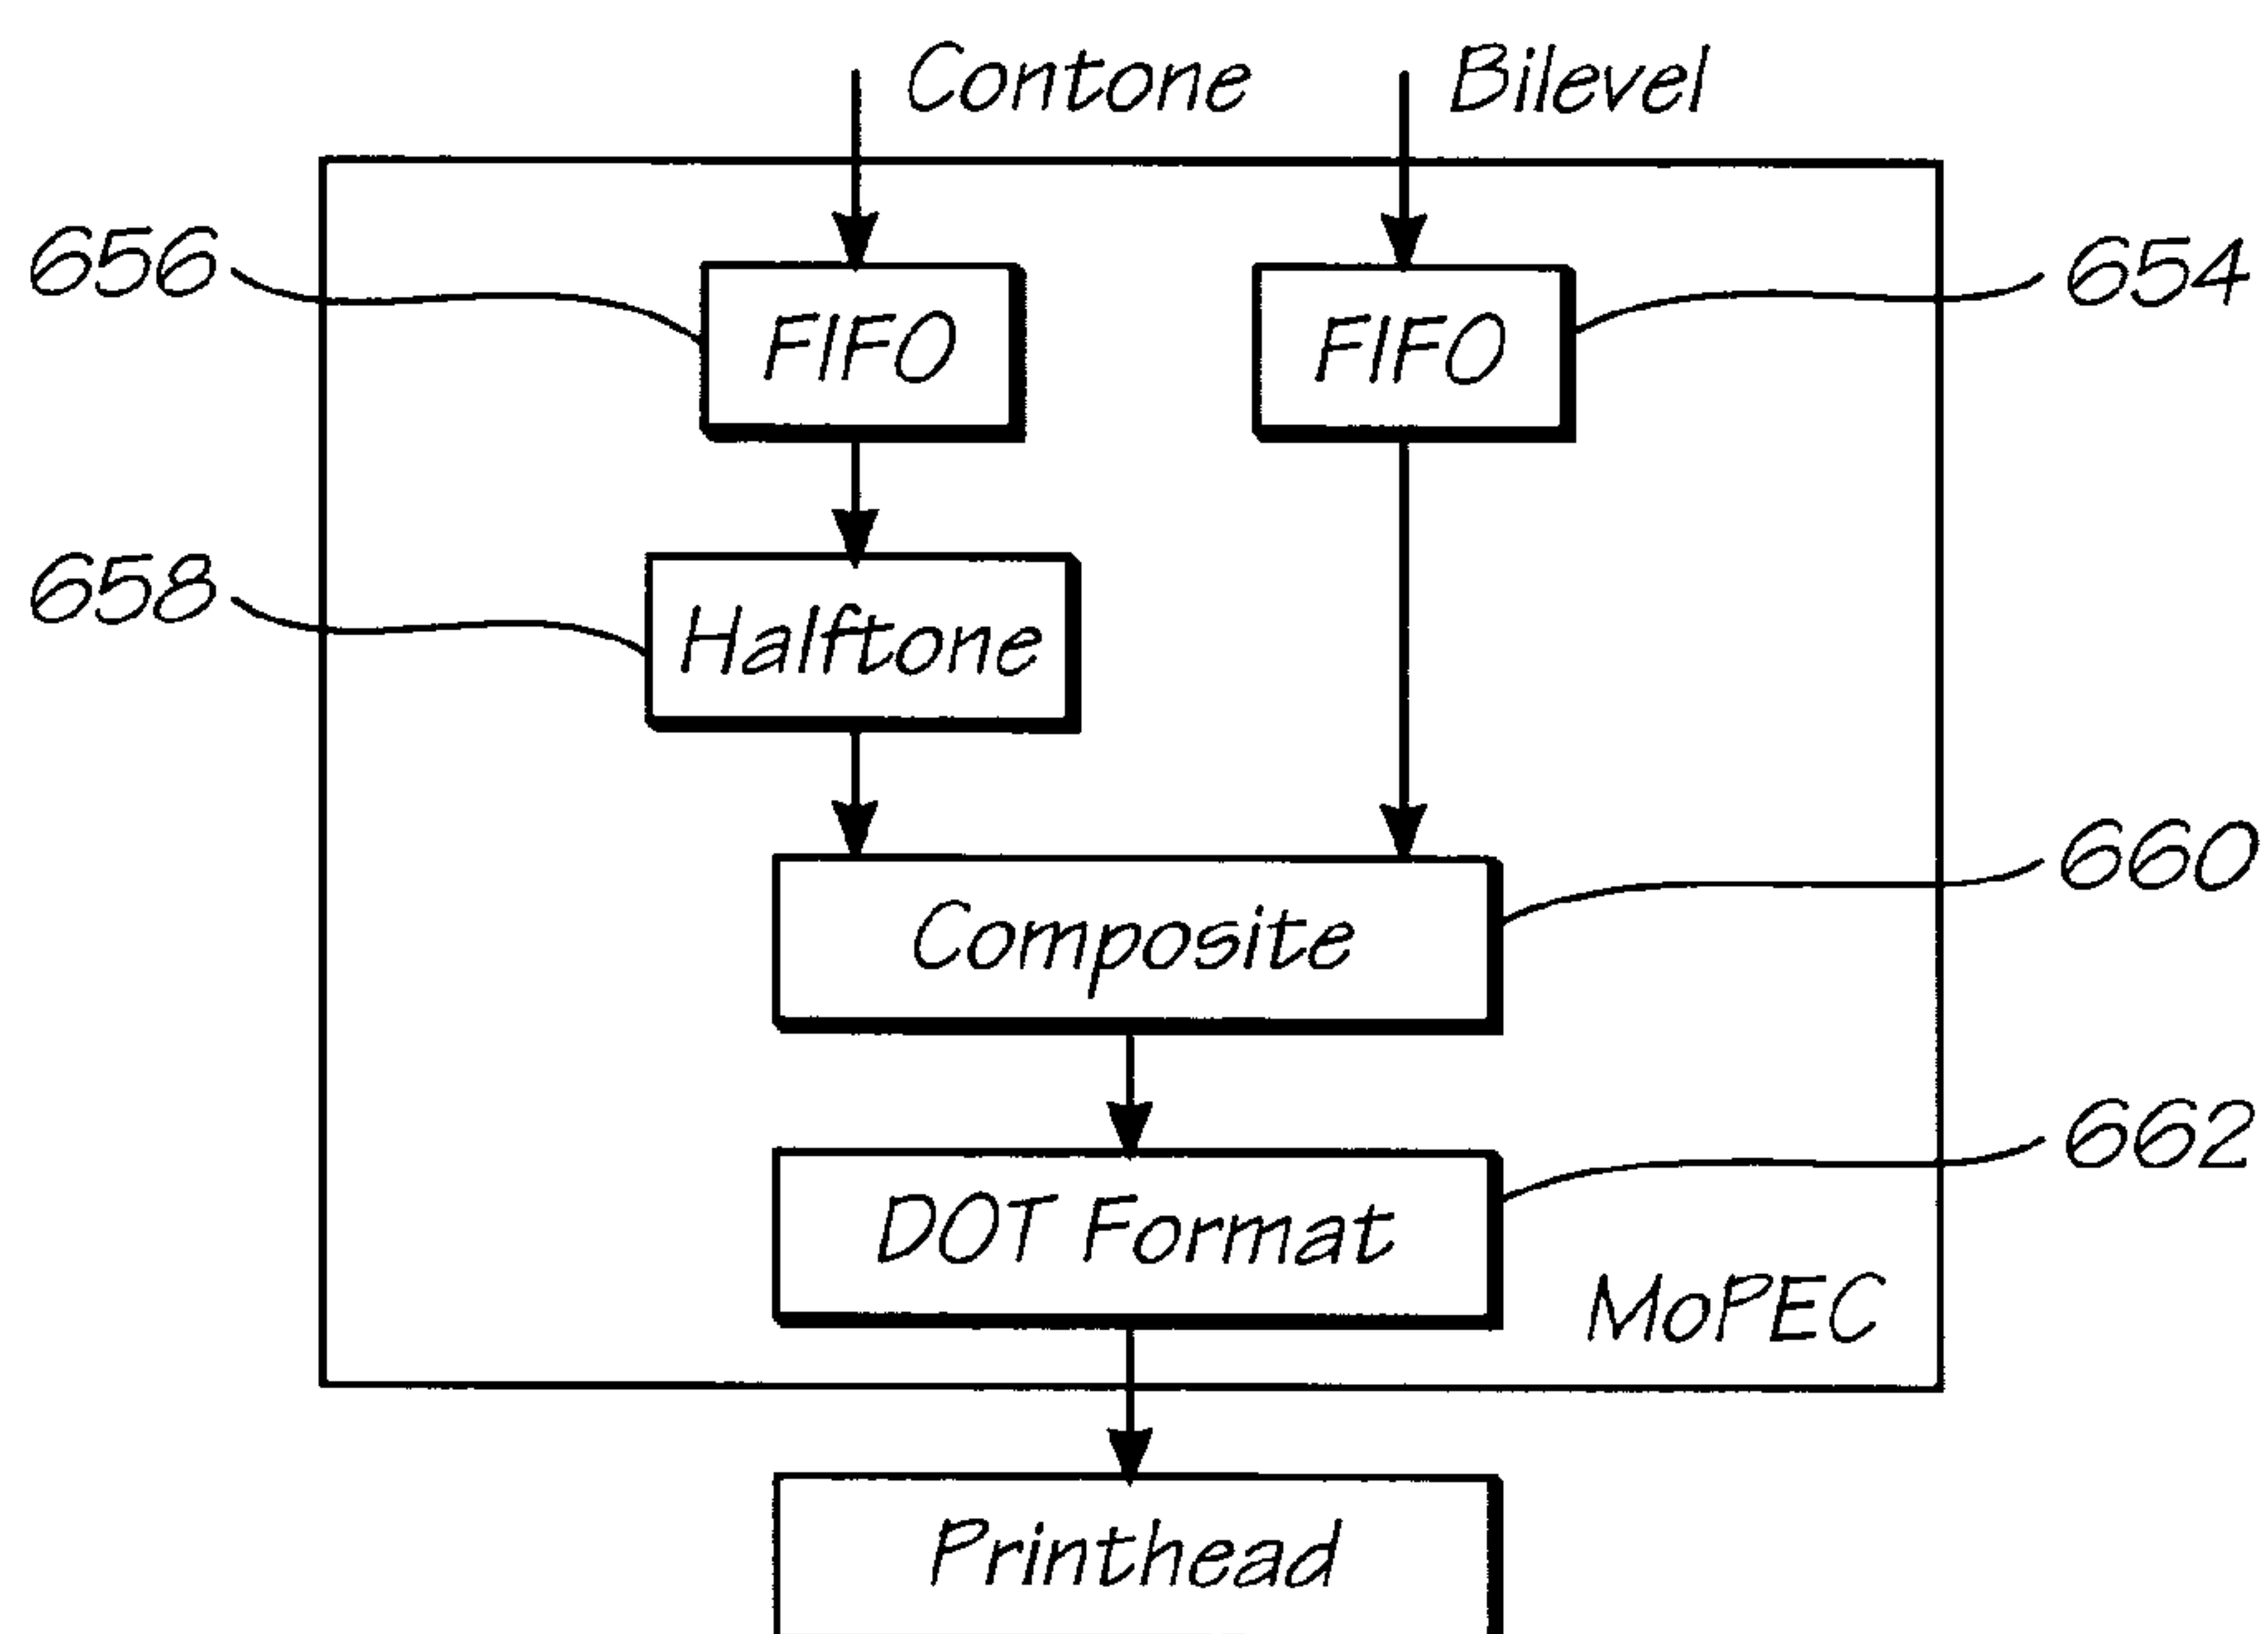 Contone
Bilevel
656
FIFO
FIFO
654
658
Halftone
660
Composite
662
DOT Format
MoPEC
Printhead